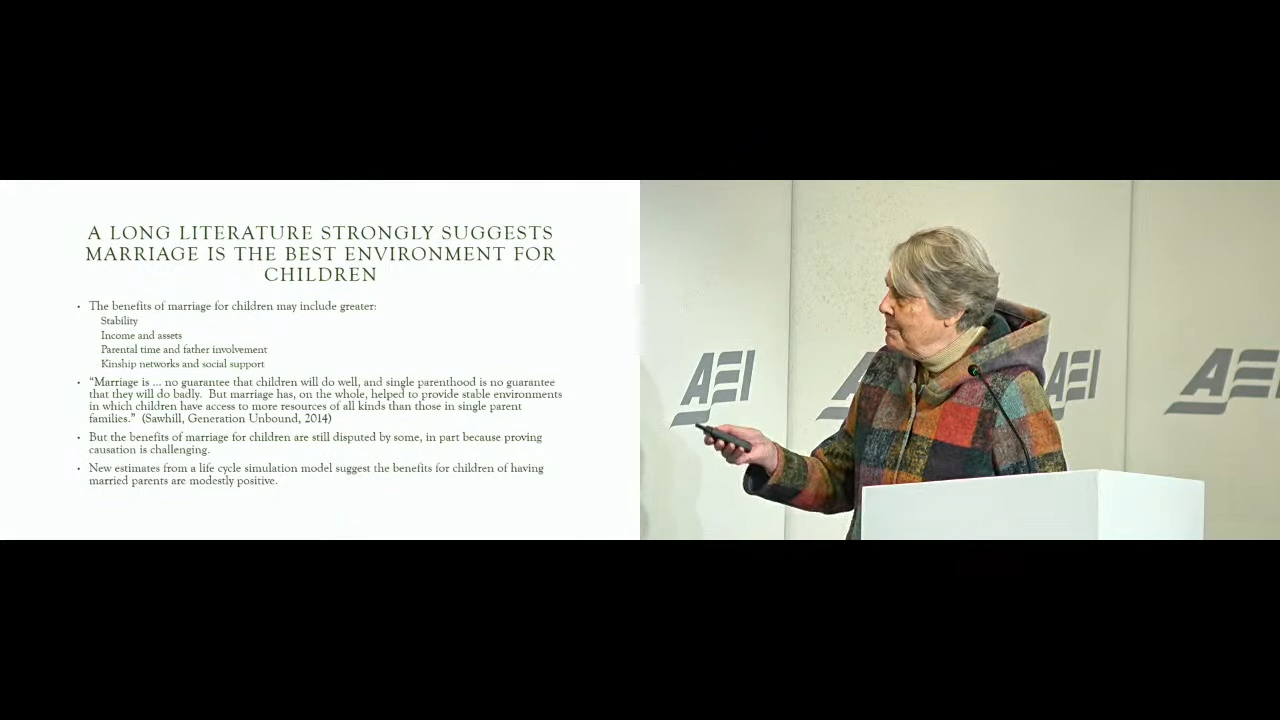 A LONG LITERATURE STRONGLY SUGGESTS
MARRIAGE IS THE BEST ENVIRONMENT FOR
CHILDREN
• The benefits of marriage for children may include greater:
Stability
Income and assets
Parental time and father involvement
Kinship networks and social support
• “Marriage is ... no guarantee that children will do well, and single parenthood is no guarantee
that they will do badly. But marriage has, on the whole, helped to provide stable environments
in which children have access to more resources of all kinds than those in single parent
families.” (Sawhill, Generation Unbound, 2014)
• But the benefits of marriage for children are still disputed by some, in part because proving
causation is challenging.
• New estimates from a life cycle simulation model suggest the benefits for children of having
married parents are modestly positive.
AEI
AEI
AEI